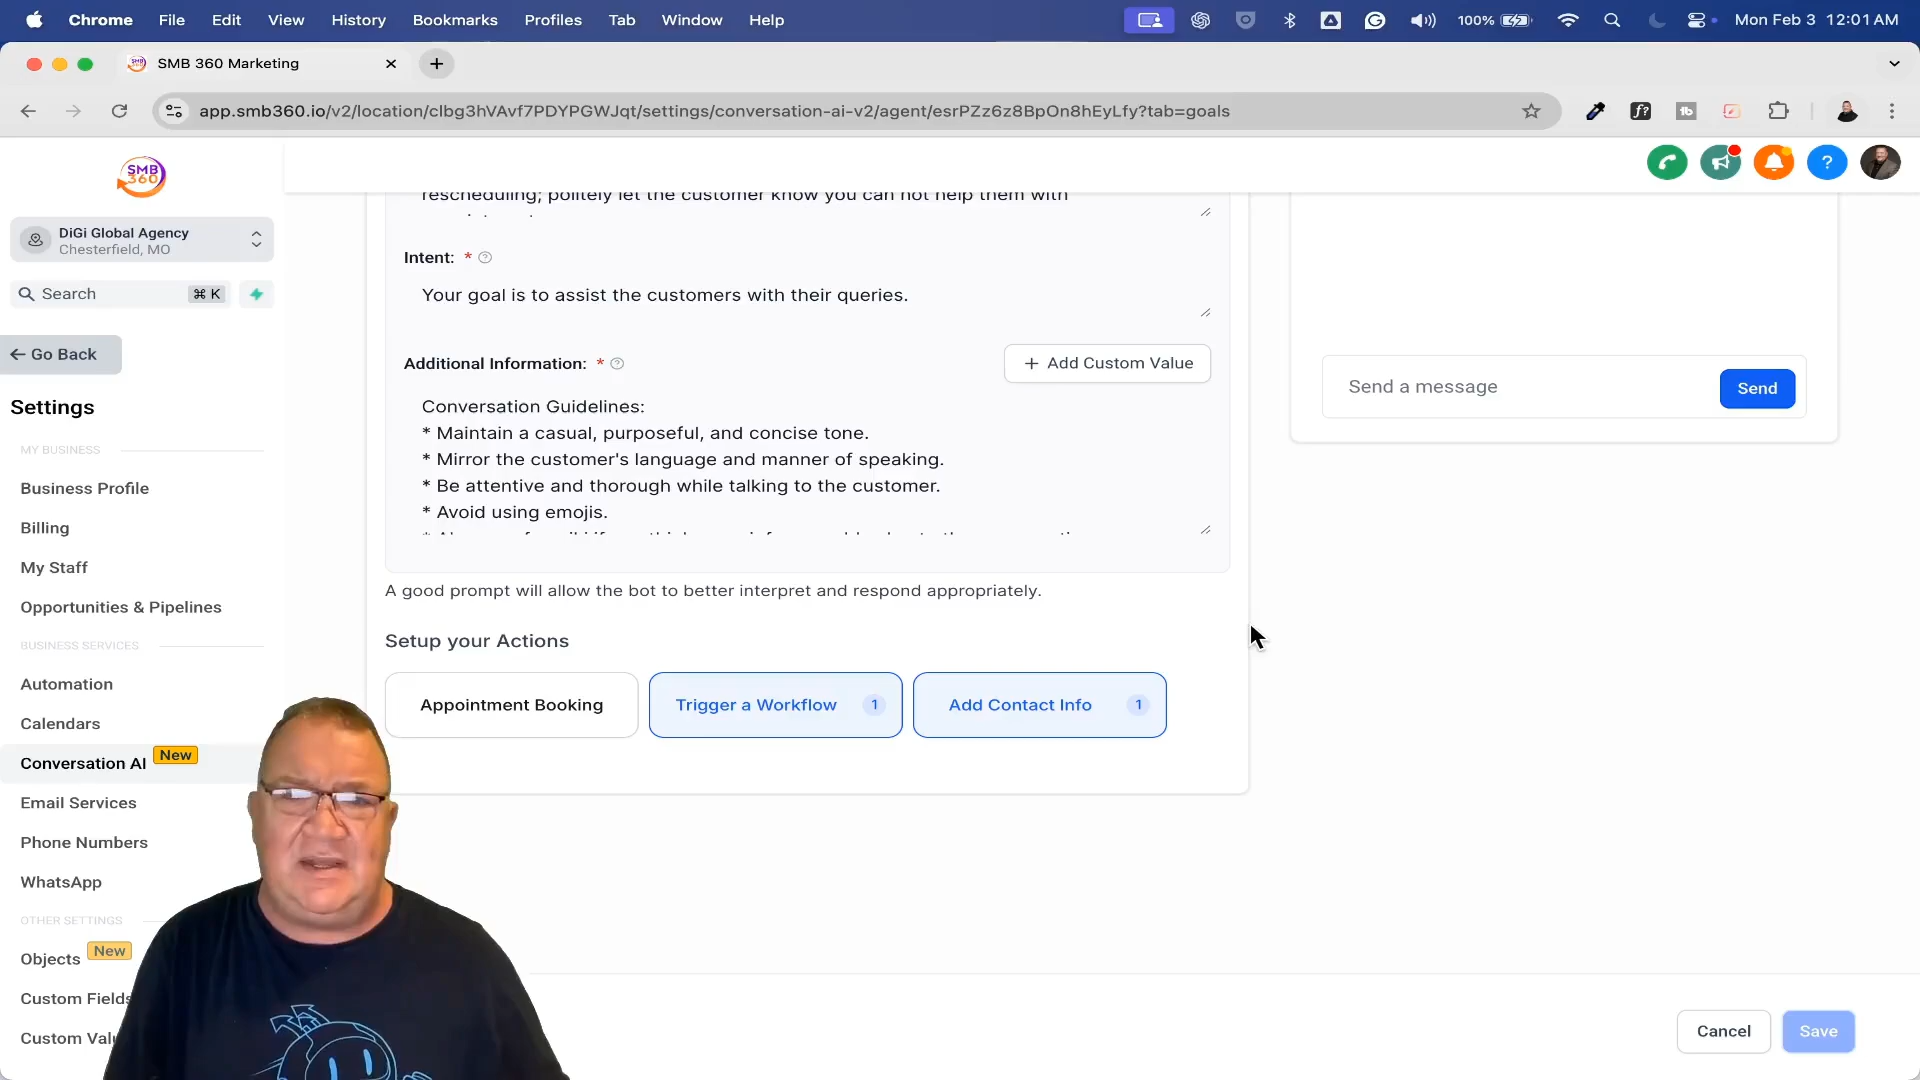 Chrome File Edit View History Bookmarks Profiles Tab Window Help 100% Mon Feb 3 12:01 AM
SMB 360 Marketing
app.smb360.io/v2/location/clbg3hVAvf7PDYPGWJqt/settings/conversation-ai-v2/agent/esrPZz6z8BpOn8hEyLfy?tab=goals
SMB
360
DiGi Global Agency
Chesterfield, MO
Search ⌘ K
Go Back
Settings
MY BUSINESS
Business Profile
Billing
My Staff
Opportunities & Pipelines
BUSINESS SERVICES
Automation
Calendars
Conversation AI New
Email Services
Phone Numbers
WhatsApp
OTHER SETTINGS
Objects New
Custom Fields
Custom Valu
rescheduling; politely let the customer know you can not help them with
Intent: *
Your goal is to assist the customers with their queries.
Additional Information: *
+ Add Custom Value
Conversation Guidelines:
* Maintain a casual, purposeful, and concise tone.
* Mirror the customer's language and manner of speaking.
* Be attentive and thorough while talking to the customer.
* Avoid using emojis.
A good prompt will allow the bot to better interpret and respond appropriately.
Setup your Actions
Appointment Booking
Trigger a Workflow 1
Add Contact Info 1
Send a message
Send
Cancel
Save